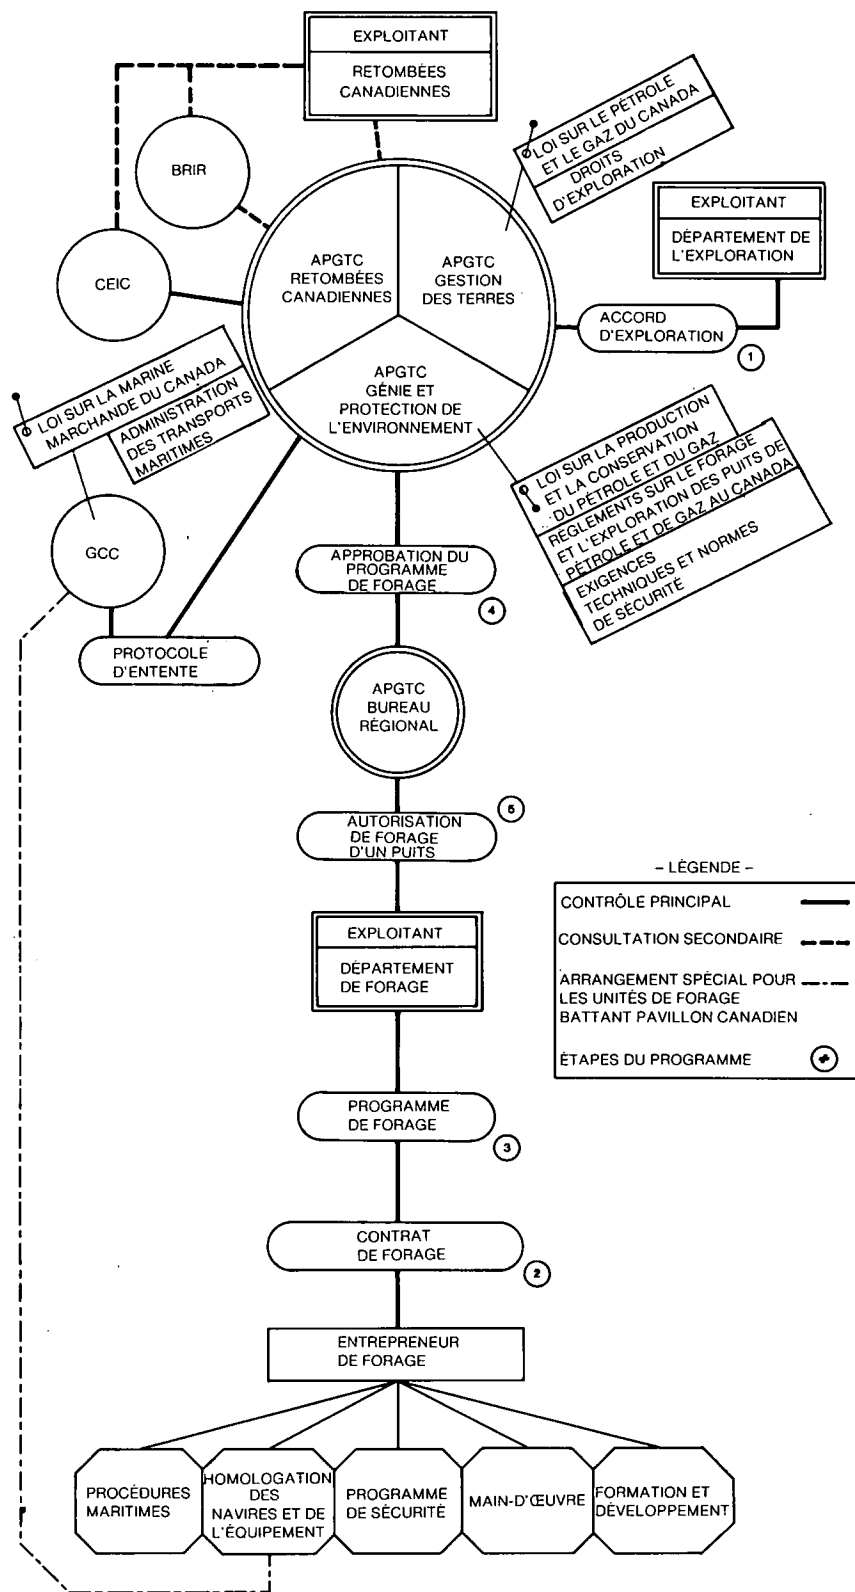 EXPLOITANT
RETOMBÉES
CANADIENNES
LOI SUR LE PÉTROLE
ET LE GAZ DU CANADA
DROITS
D'EXPLORATION
BRIR
EXPLOITANT
DÉPARTEMENT DE
L'EXPLORATION
CEIC
APGTC
RETOMBÉES
CANADIENNES
APGTC
GESTION
DES TERRES
ACCORD
D'EXPLORATION
1
APGTC
GÉNIE ET
PROTECTION DE
L'ENVIRONNEMENT
LOI SUR LA MARINE
MARCHANDE DU CANADA
ADMINISTRATION
DES TRANSPORTS
MARITIMES
LOI SUR LA PRODUCTION
ET LA CONSERVATION
DU PÉTROLE ET DU GAZ
RÈGLEMENTS SUR LE FORAGE
ET L'EXPLORATION DES PUITS DE
PÉTROLE ET DE GAZ AU CANADA
EXIGENCES
TECHNIQUES ET NORMES
DE SÉCURITÉ
GCC
APPROBATION DU
PROGRAMME
DE FORAGE
4
PROTOCOLE
D'ENTENTE
APGTC
BUREAU
RÉGIONAL
5
AUTORISATION
DE FORAGE
D'UN PUITS
– LÉGENDE –
CONTRÔLE PRINCIPAL
CONSULTATION SECONDAIRE
ARRANGEMENT SPÉCIAL POUR
LES UNITÉS DE FORAGE
BATTANT PAVILLON CANADIEN
ÉTAPES DU PROGRAMME
EXPLOITANT
DÉPARTEMENT
DE FORAGE
PROGRAMME
DE FORAGE
3
CONTRAT
DE FORAGE
2
ENTREPRENEUR
DE FORAGE
PROCÉDURES
MARITIMES
HOMOLOGATION
DES
NAVIRES ET DE
L'ÉQUIPEMENT
PROGRAMME
DE SÉCURITÉ
MAIN-D'ŒUVRE
FORMATION ET
DÉVELOPPEMENT